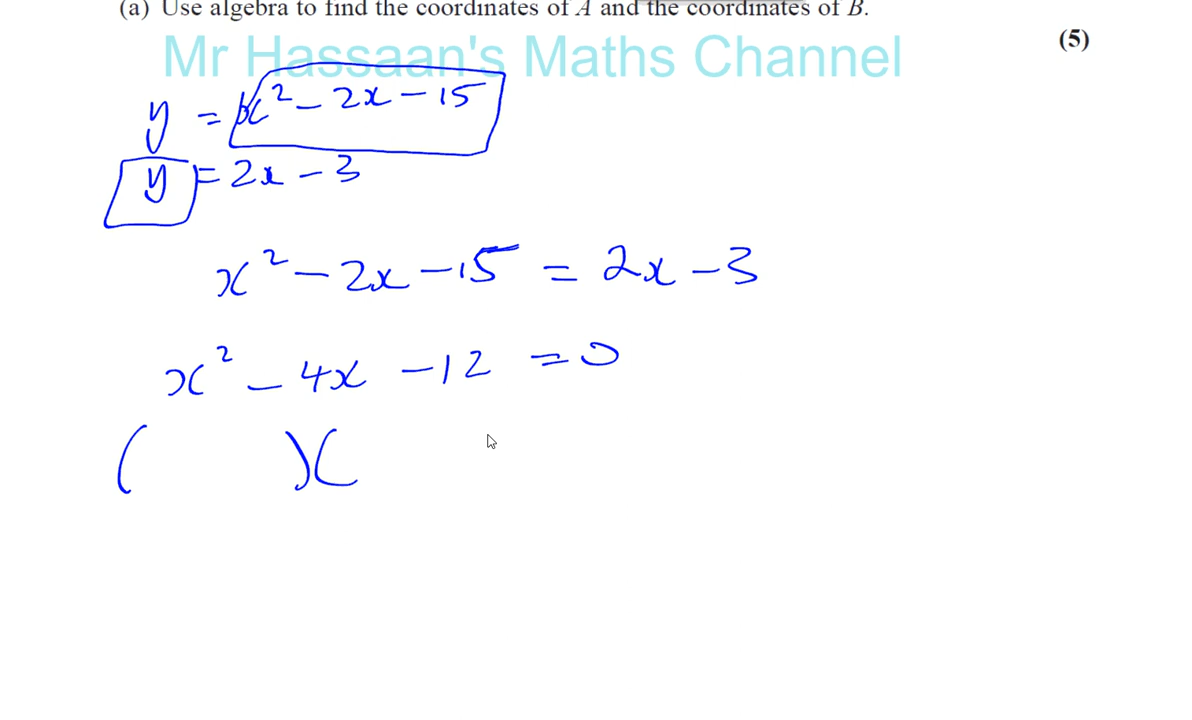 (a) Use algebra to find the coordinates of A and the coordinates of B.
(5)
Mr Hassaan's Maths Channel
y = x² - 2x - 15
y = 2x - 3
x² - 2x - 15 = 2x - 3
x² - 4x - 12 = 0
( )(